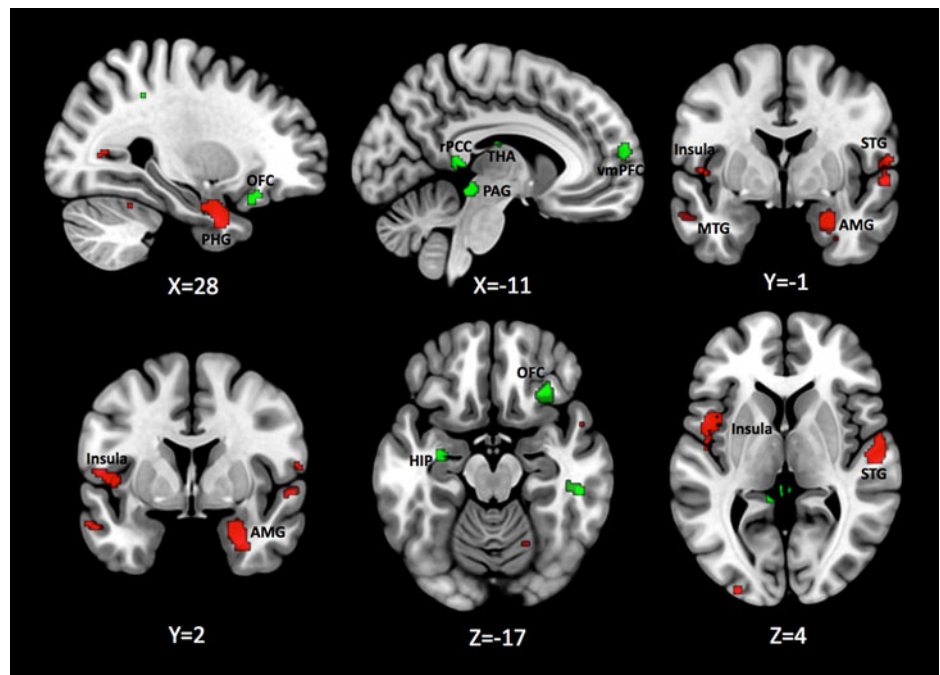 OFC
PHG
X=28
rPCC
THA
PAG
vmPFC
X=-11
Insula
STG
MTG
AMG
Y=-1
Insula
AMG
Y=2
OFC
HIP
Z=-17
Insula
STG
Z=4